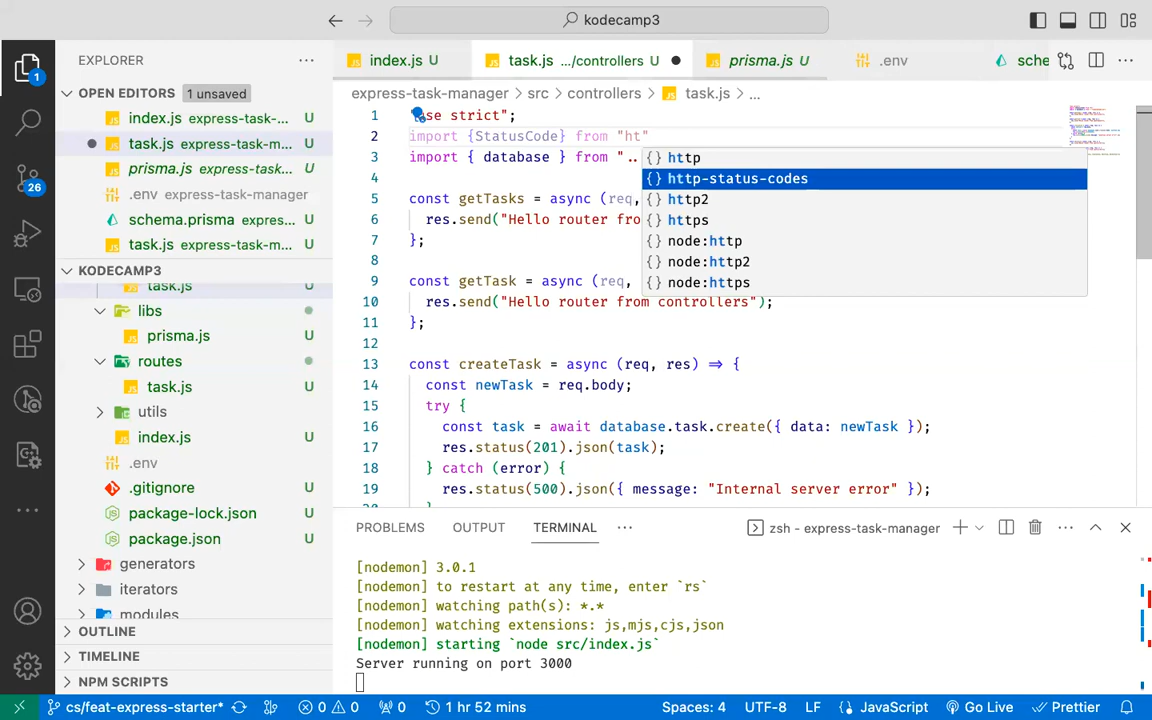 kodecamp3
1
EXPLORER
OPEN EDITORS 1 unsaved
index.js express-task-... U
task.js express-task-m... U
prisma.js express-task... U
.env express-task-manager
schema.prisma express... U
task.js express-task-m... U
KODECAMP3
task.js U
libs
prisma.js U
routes
task.js U
utils
index.js U
.env
.gitignore U
package-lock.json U
package.json U
generators
iterators
modules
OUTLINE
TIMELINE
NPM SCRIPTS
26
index.js U
task.js .../controllers U
prisma.js U
.env
sche
express-task-manager > src > controllers > task.js > ...
1 se strict";
2 import {StatusCode} from "ht"
3 import { database } from "..
4
5 const getTasks = async (req,
6 res.send("Hello router fro
7 };
8
9 const getTask = async (req,
10 res.send("Hello router from controllers");
11 };
12
13 const createTask = async (req, res) => {
14 const newTask = req.body;
15 try {
16 const task = await database.task.create({ data: newTask });
17 res.status(201).json(task);
18 } catch (error) {
19 res.status(500).json({ message: "Internal server error" });
{} http
{} http-status-codes
{} http2
{} https
{} node:http
{} node:http2
{} node:https
PROBLEMS OUTPUT TERMINAL ... zsh - express-task-manager
[nodemon] 3.0.1
[nodemon] to restart at any time, enter `rs`
[nodemon] watching path(s): *.*
[nodemon] watching extensions: js,mjs,cjs,json
[nodemon] starting `node src/index.js`
Server running on port 3000
cs/feat-express-starter* 0 0 0 1 hr 52 mins Spaces: 4 UTF-8 LF {} JavaScript Go Live Prettier